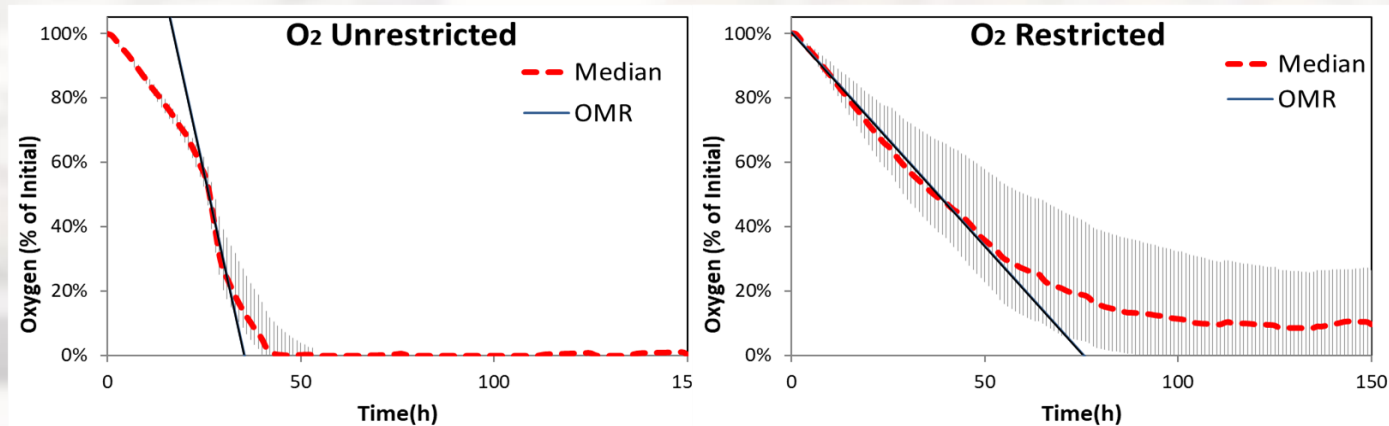 O₂ Unrestricted
Median
OMR
100%
80%
60%
40%
20%
0%
Oxygen (% of Initial)
0
50
100
150
Time(h)
O₂ Restricted
Median
OMR
100%
80%
60%
40%
20%
0%
Oxygen (% of Initial)
0
50
100
150
Time(h)